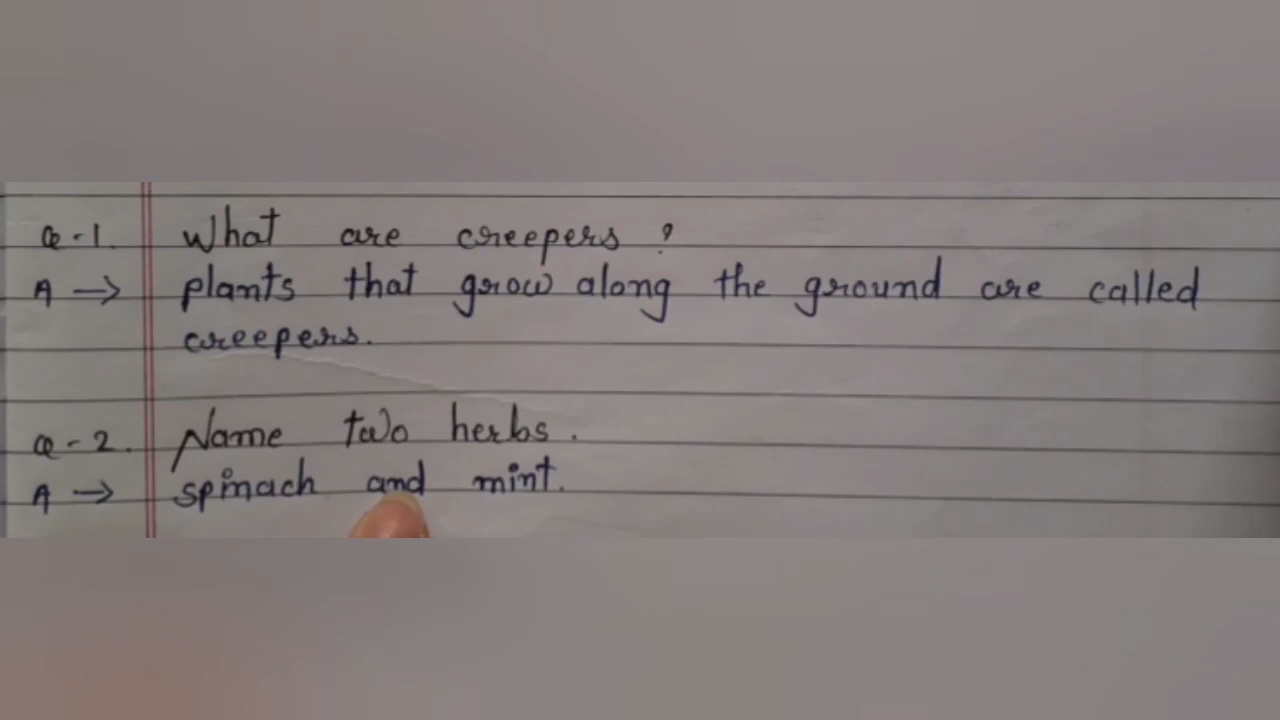 Q-1. What are creepers?
A → plants that grow along the ground are called
creepers.
Q-2. Name two herbs.
A → spinach and mint.